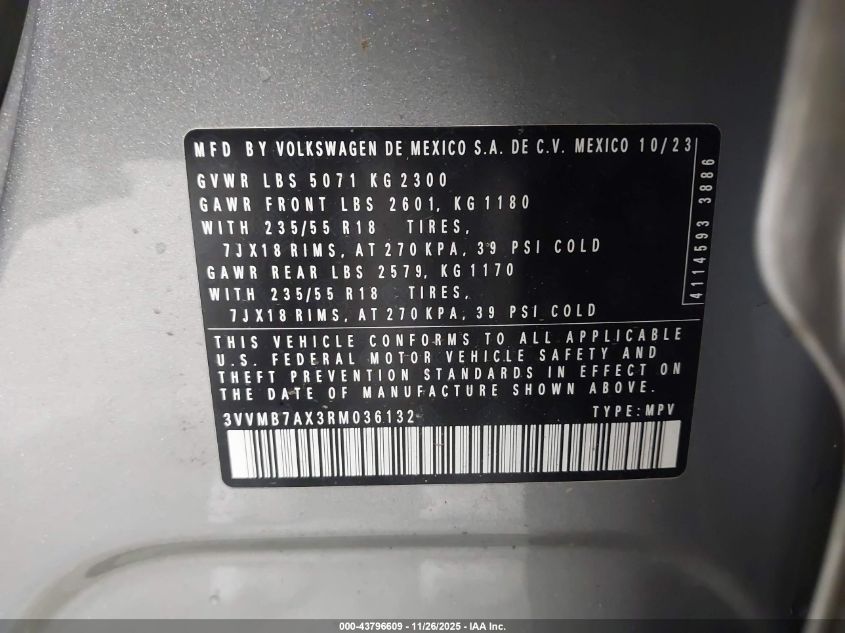 MFD BY VOLKSWAGEN DE MEXICO S.A. DE C.V. MEXICO 10/23
GVWR LBS 5071 KG 2300
GAWR FRONT LBS 2601, KG 1180
WITH 235/55 R18 TIRES,
7JX18 RIMS, AT 270 KPA, 39 PSI COLD
GAWR REAR LBS 2579, KG 1170
WITH 235/55 R18 TIRES,
7JX18 RIMS, AT 270 KPA, 39 PSI COLD
4114593 3886
THIS VEHICLE CONFORMS TO ALL APPLICABLE
U.S. FEDERAL MOTOR VEHICLE SAFETY AND
THEFT PREVENTION STANDARDS IN EFFECT ON
THE DATE OF MANUFACTURE SHOWN ABOVE.
3VVMB7AX3RM036132 TYPE: MPV
000-43796609 - 11/26/2025 - IAA Inc.